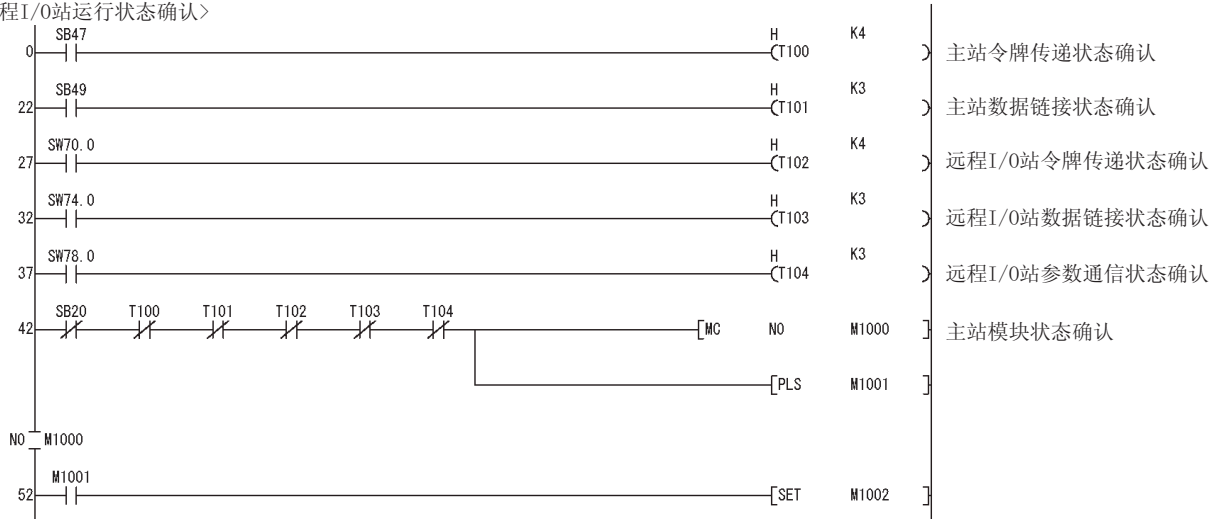 程I/O站运行状态确认>
SB47 H K4
0 (T100 ) 主站令牌传递状态确认
SB49 H K3
22 (T101 ) 主站数据链接状态确认
SW70.0 H K4
27 (T102 ) 远程I/O站令牌传递状态确认
SW74.0 H K3
32 (T103 ) 远程I/O站数据链接状态确认
SW78.0 H K3
37 (T104 ) 远程I/O站参数通信状态确认
SB20 T100 T101 T102 T103 T104
42 [MC N0 M1000 ] 主站模块状态确认
[PLS M1001 ]
N0 M1000
M1001
52 [SET M1002 ]